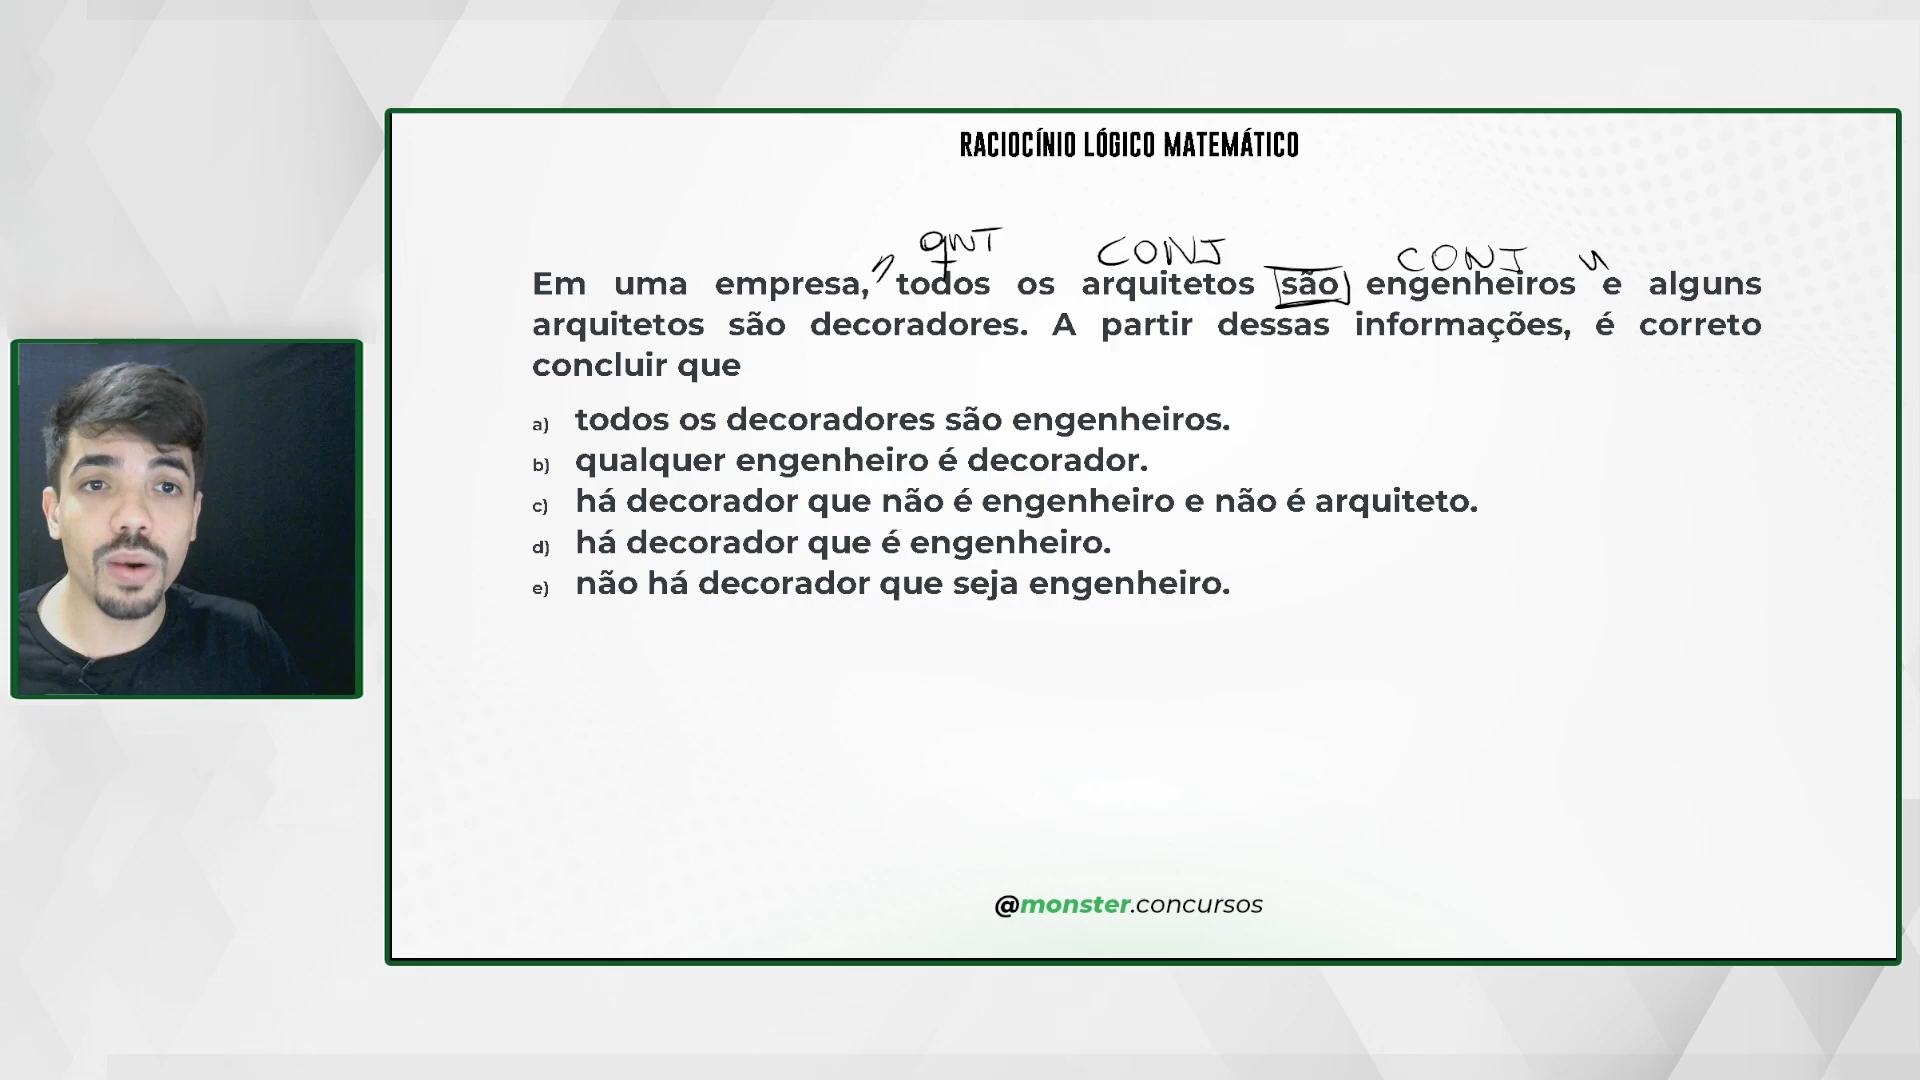 RACIOCÍNIO LÓGICO MATEMÁTICO
qNT CONJ CONJ
Em uma empresa, todos os arquitetos são engenheiros e alguns
arquitetos são decoradores. A partir dessas informações, é correto
concluir que
a) todos os decoradores são engenheiros.
b) qualquer engenheiro é decorador.
c) há decorador que não é engenheiro e não é arquiteto.
d) há decorador que é engenheiro.
e) não há decorador que seja engenheiro.
@monster.concursos